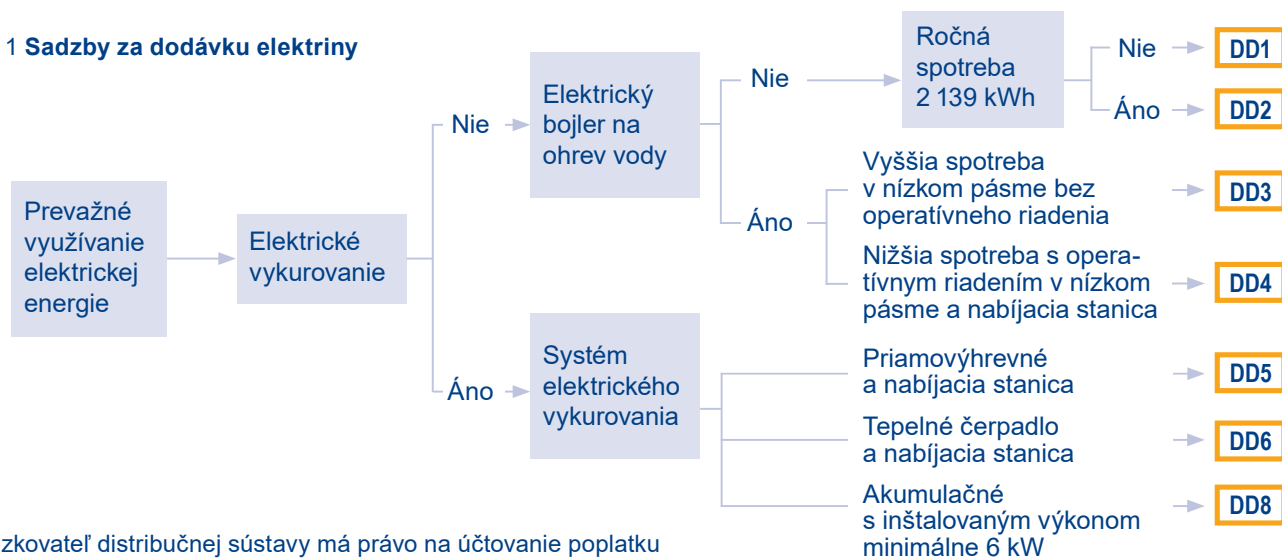 1 Sadzby za dodávku elektriny
Prevažné
využívanie
elektrickej
energie
Elektrické
vykurovanie
Nie
Áno
Elektrický
bojler na
ohrev vody
Nie
Áno
Ročná
spotreba
2 139 kWh
Nie
DD1
Áno
DD2
Vyššia spotreba
v nízkom pásme bez
operatívneho riadenia
DD3
Nižšia spotreba s opera-
tívnym riadením v nízkom
pásme a nabíjacia stanica
DD4
Systém
elektrického
vykurovania
Priamovýhrevné
a nabíjacia stanica
DD5
Tepelné čerpadlo
a nabíjacia stanica
DD6
Akumulačné
s inštalovaným výkonom
minimálne 6 kW
DD8
zkovateľ distribučnej sústavy má právo na účtovanie poplatku